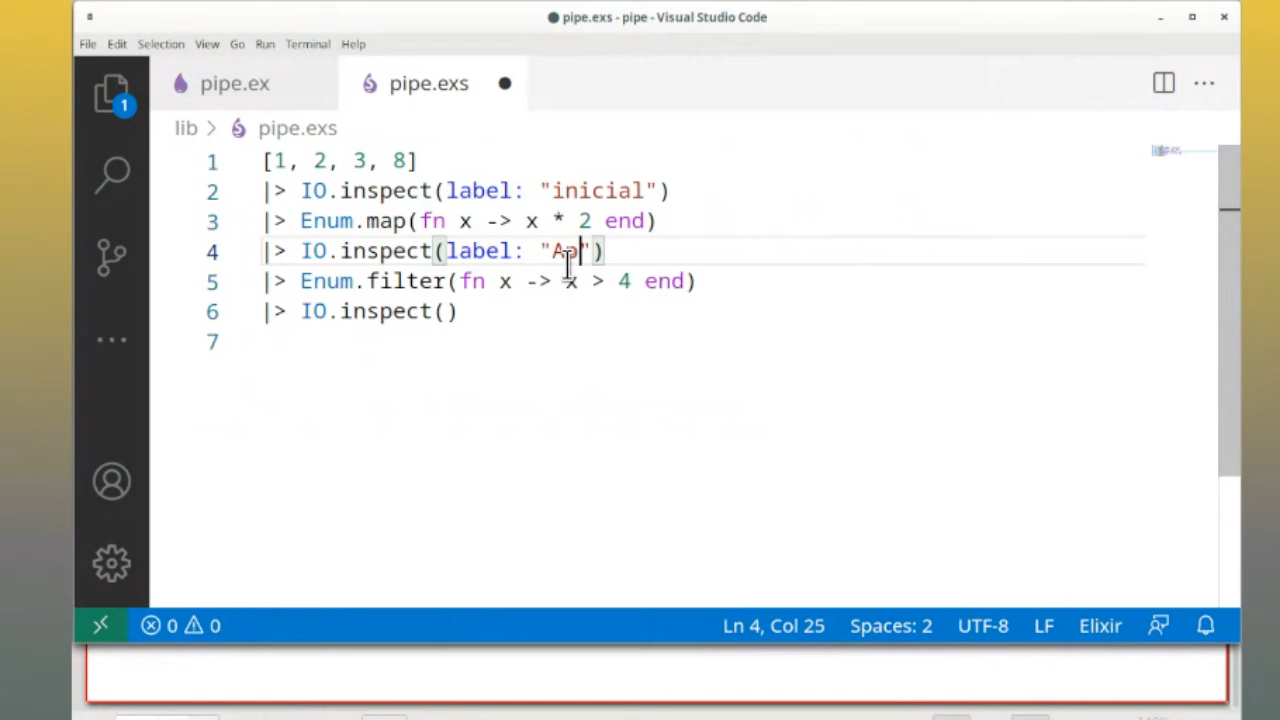 pipe.exs - pipe - Visual Studio Code
File Edit Selection View Go Run Terminal Help
1
pipe.ex
pipe.exs
lib > pipe.exs
1 [1, 2, 3, 8]
2 |> IO.inspect(label: "inicial")
3 |> Enum.map(fn x -> x * 2 end)
4 |> IO.inspect(label: "Ap")
5 |> Enum.filter(fn x -> x > 4 end)
6 |> IO.inspect()
7
0 0 Ln 4, Col 25 Spaces: 2 UTF-8 LF Elixir